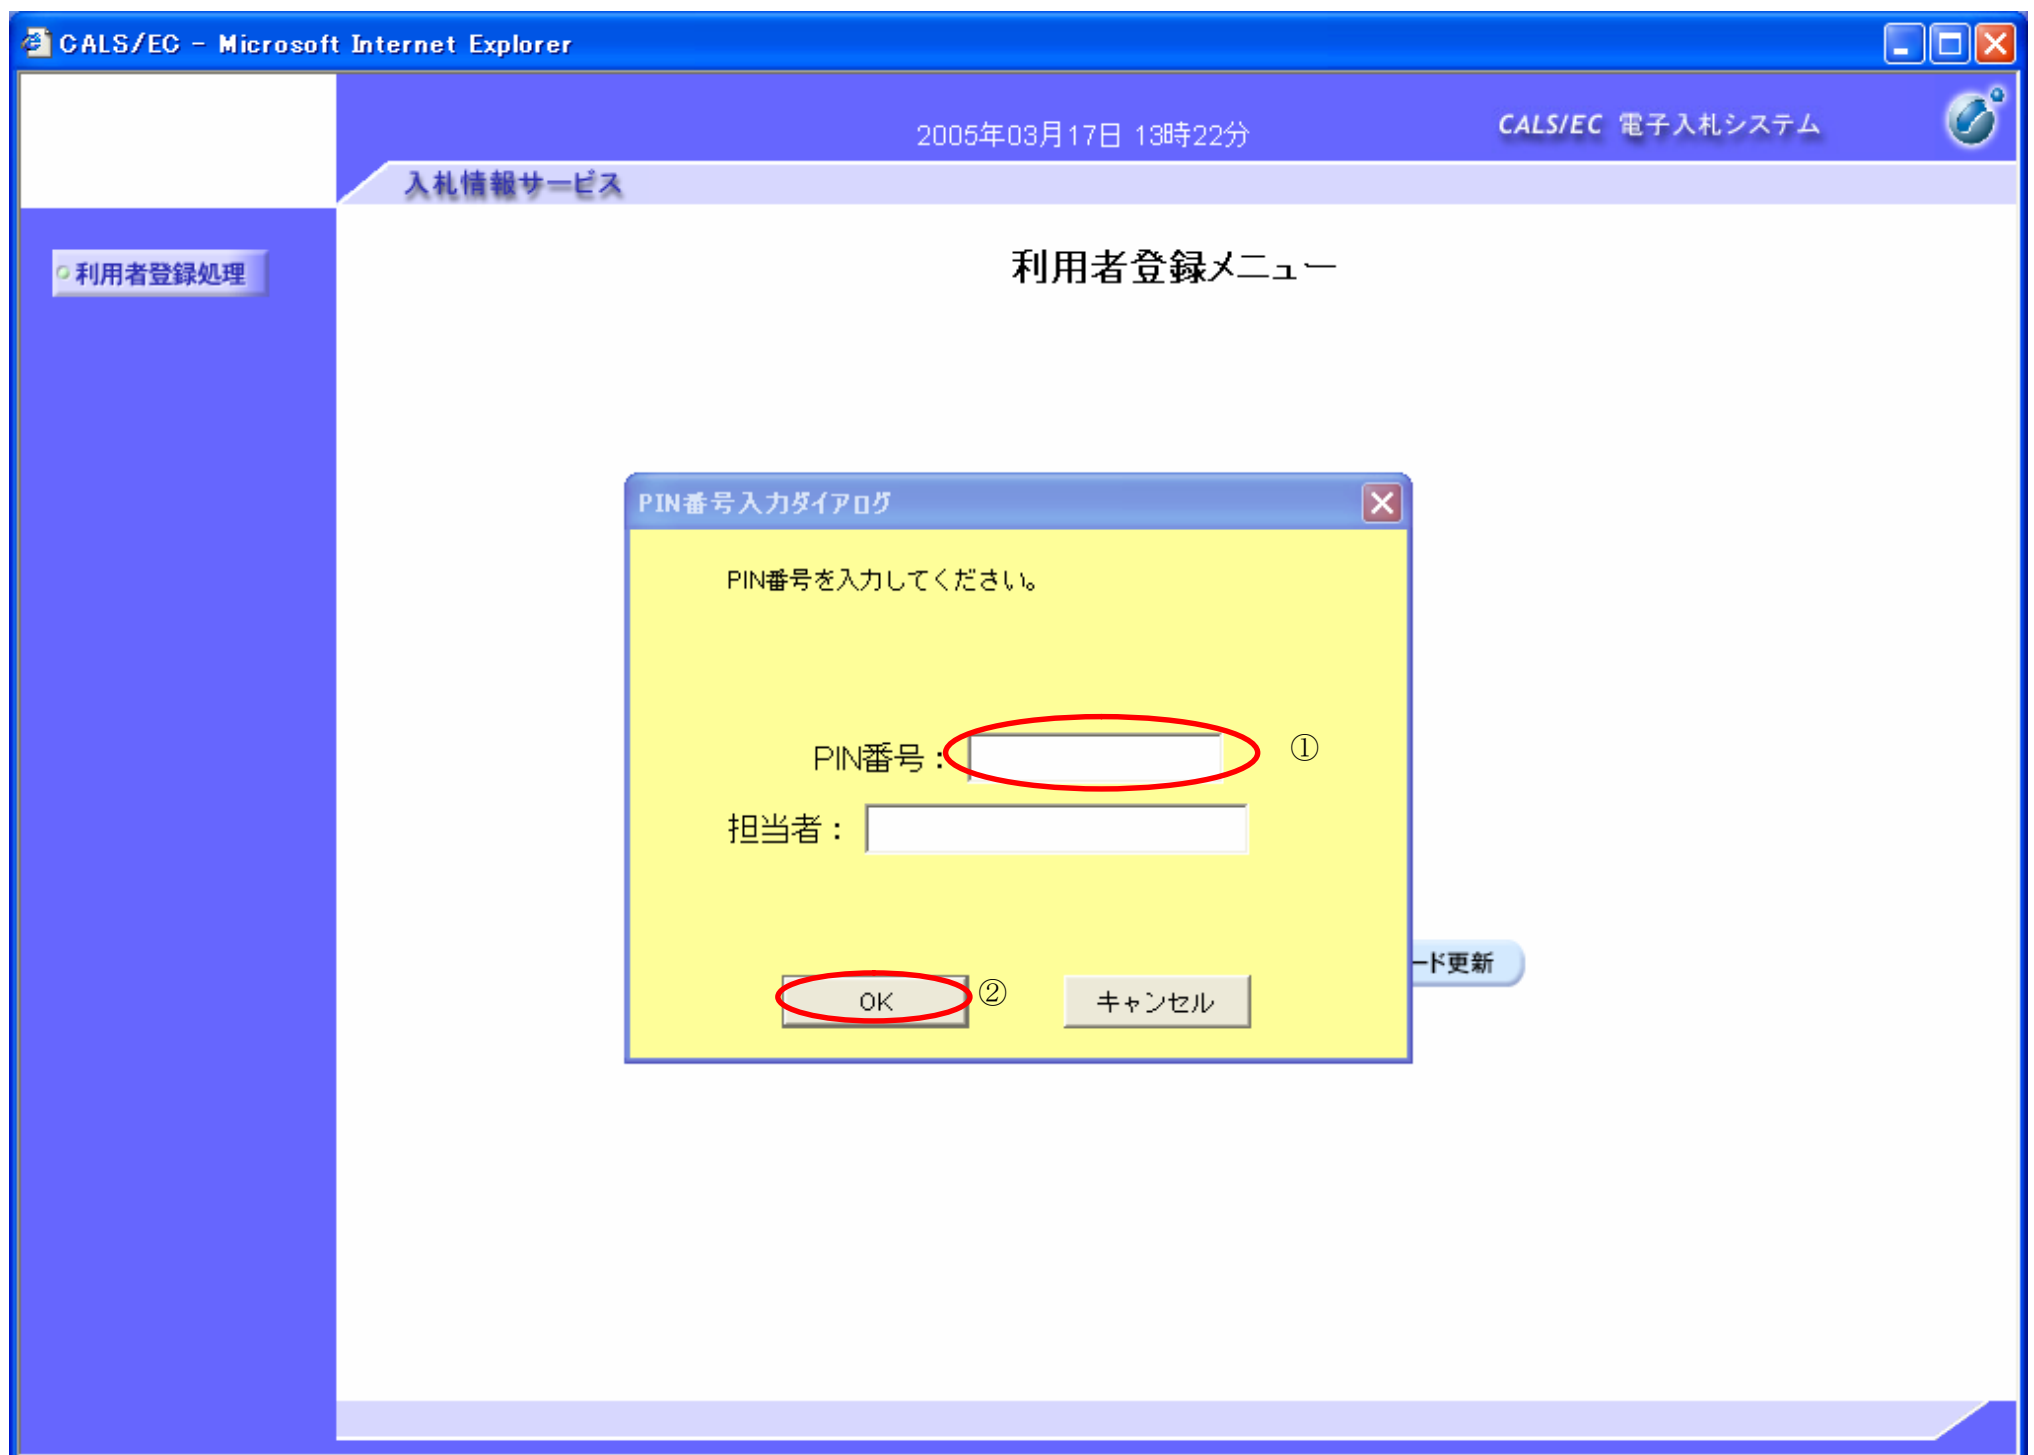 CALS/EC - Microsoft Internet Explorer
2005年03月17日 13時22分
CALS/EC 電子入札システム
入札情報サービス
利用者登録処理
利用者登録メニュー
PIN番号入力ダイアログ
PIN番号を入力してください。
PIN番号：
①
担当者：
ード更新
OK
②
キャンセル